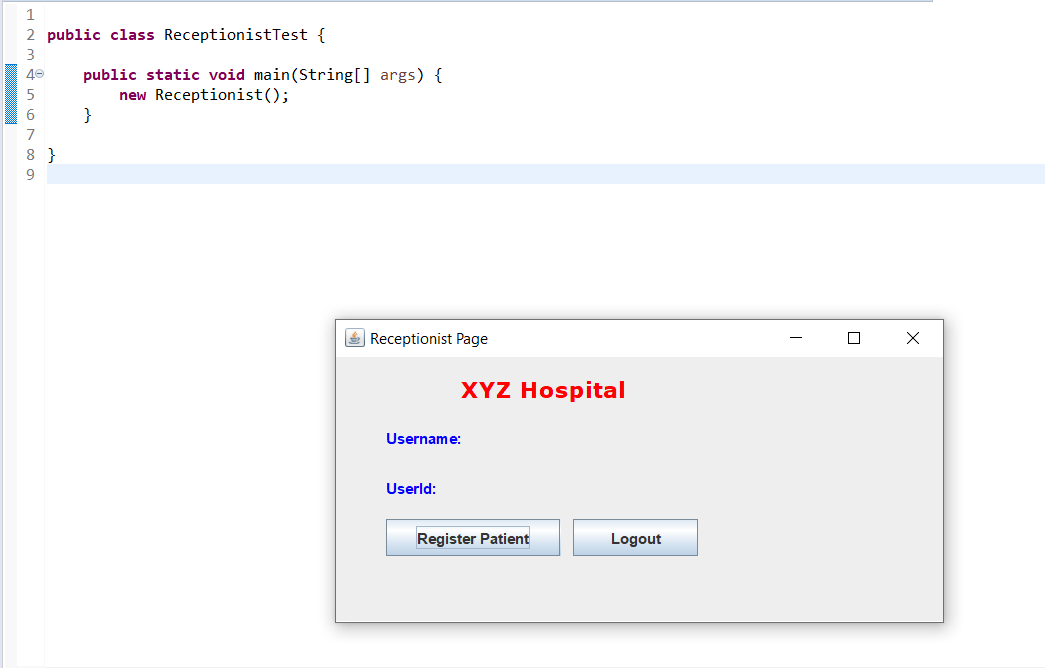 1
2 public class ReceptionistTest {
3
4 public static void main(String[] args) {
5 new Receptionist();
6 }
7
8 }
9
Receptionist Page
XYZ Hospital
Username:
UserId:
Register Patient Logout